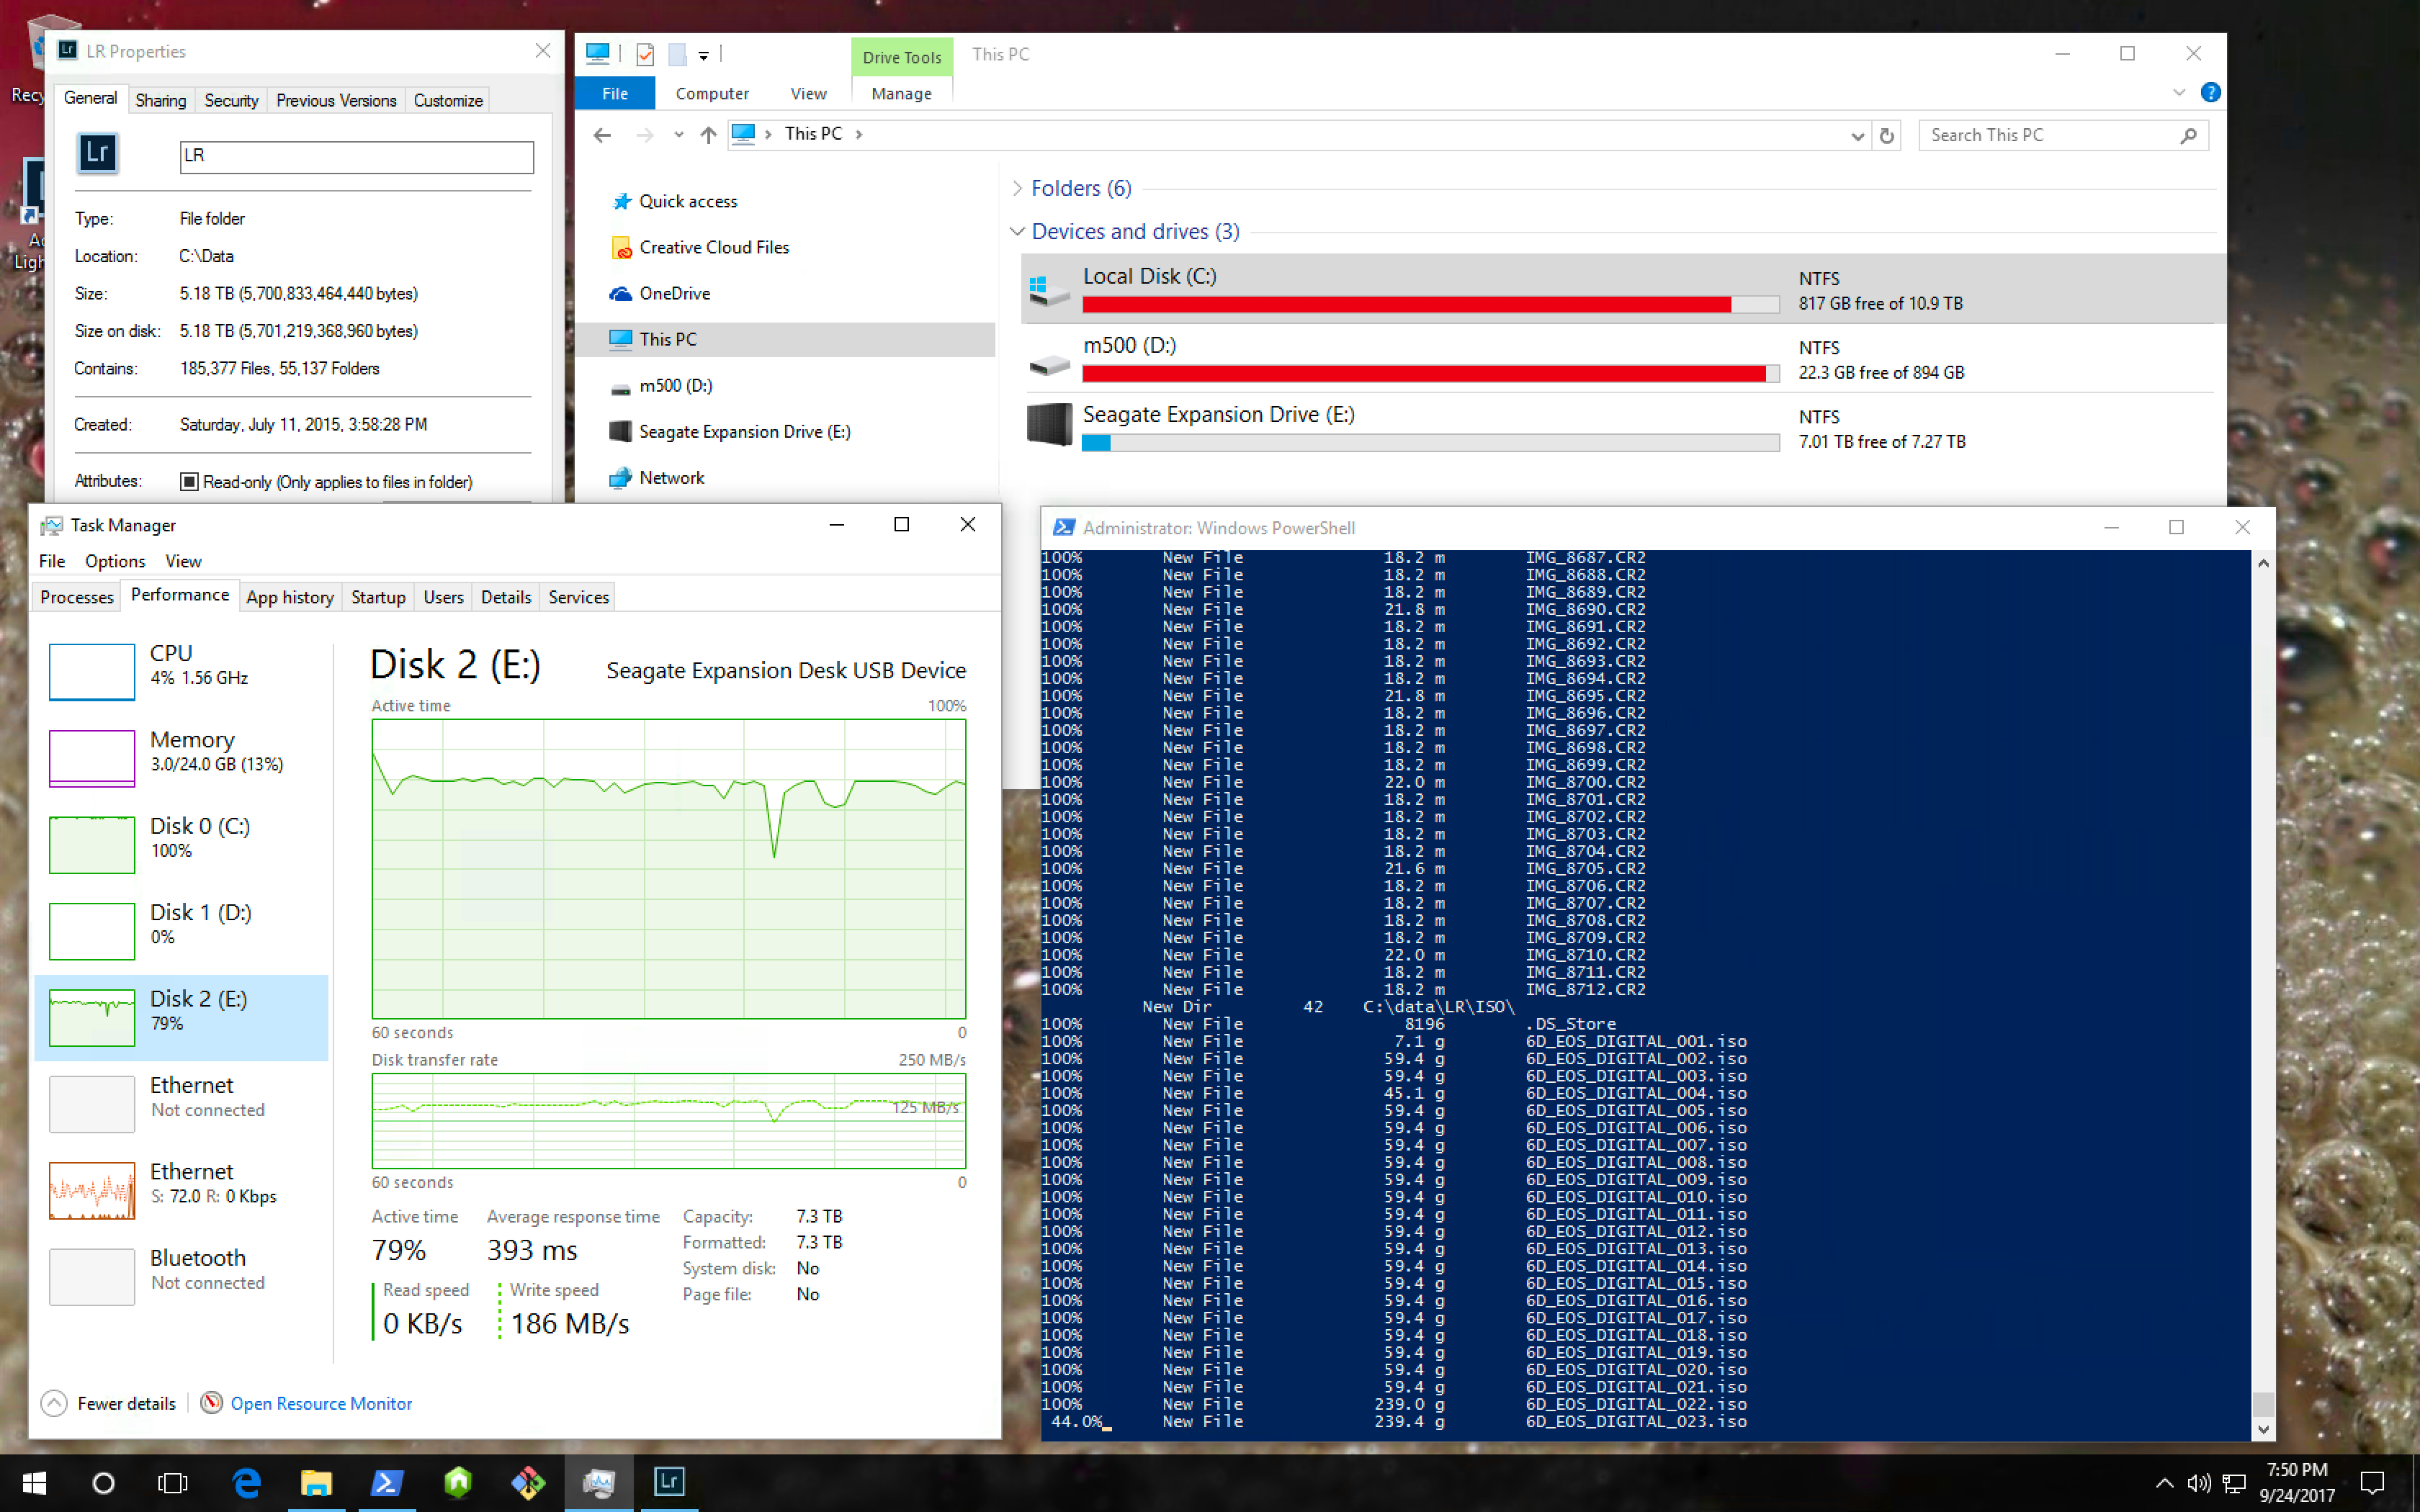 Recy
Ac
Ligh
LR Properties
General Sharing Security Previous Versions Customize
Lr LR
Type: File folder
Location: C:\Data
Size: 5.18 TB (5,700,833,464,440 bytes)
Size on disk: 5.18 TB (5,701,219,368,960 bytes)
Contains: 185,377 Files, 55,137 Folders
Created: Saturday, July 11, 2015, 3:58:28 PM
Attributes: Read-only (Only applies to files in folder)
Drive Tools This PC
File Computer View Manage
This PC
Search This PC
Quick access
Creative Cloud Files
OneDrive
This PC
m500 (D:)
Seagate Expansion Drive (E:)
Network
Folders (6)
Devices and drives (3)
Local Disk (C:)
NTFS
817 GB free of 10.9 TB
m500 (D:)
NTFS
22.3 GB free of 894 GB
Seagate Expansion Drive (E:)
NTFS
7.01 TB free of 7.27 TB
Task Manager
File Options View
Processes Performance App history Startup Users Details Services
CPU
4% 1.56 GHz
Memory
3.0/24.0 GB (13%)
Disk 0 (C:)
100%
Disk 1 (D:)
0%
Disk 2 (E:)
79%
Ethernet
Not connected
Ethernet
S: 72.0 R: 0 Kbps
Bluetooth
Not connected
Disk 2 (E:) Seagate Expansion Desk USB Device
Active time 100%
60 seconds 0
Disk transfer rate 250 MB/s
125 MB/s
60 seconds 0
Active time Average response time
79% 393 ms
Read speed Write speed
0 KB/s 186 MB/s
Capacity: 7.3 TB
Formatted: 7.3 TB
System disk: No
Page file: No
Fewer details Open Resource Monitor
Administrator: Windows PowerShell
100% New File 18.2 m IMG_8687.CR2
100% New File 18.2 m IMG_8688.CR2
100% New File 18.2 m IMG_8689.CR2
100% New File 21.8 m IMG_8690.CR2
100% New File 18.2 m IMG_8691.CR2
100% New File 18.2 m IMG_8692.CR2
100% New File 18.2 m IMG_8693.CR2
100% New File 18.2 m IMG_8694.CR2
100% New File 21.8 m IMG_8695.CR2
100% New File 18.2 m IMG_8696.CR2
100% New File 18.2 m IMG_8697.CR2
100% New File 18.2 m IMG_8698.CR2
100% New File 18.2 m IMG_8699.CR2
100% New File 22.0 m IMG_8700.CR2
100% New File 18.2 m IMG_8701.CR2
100% New File 18.2 m IMG_8702.CR2
100% New File 18.2 m IMG_8703.CR2
100% New File 18.2 m IMG_8704.CR2
100% New File 21.6 m IMG_8705.CR2
100% New File 18.2 m IMG_8706.CR2
100% New File 18.2 m IMG_8707.CR2
100% New File 18.2 m IMG_8708.CR2
100% New File 18.2 m IMG_8709.CR2
100% New File 22.0 m IMG_8710.CR2
100% New File 18.2 m IMG_8711.CR2
100% New File 18.2 m IMG_8712.CR2
New Dir 42 C:\data\LR\ISO\
100% New File 8196 .DS_Store
100% New File 7.1 g 6D_EOS_DIGITAL_001.iso
100% New File 59.4 g 6D_EOS_DIGITAL_002.iso
100% New File 59.4 g 6D_EOS_DIGITAL_003.iso
100% New File 45.1 g 6D_EOS_DIGITAL_004.iso
100% New File 59.4 g 6D_EOS_DIGITAL_005.iso
100% New File 59.4 g 6D_EOS_DIGITAL_006.iso
100% New File 59.4 g 6D_EOS_DIGITAL_007.iso
100% New File 59.4 g 6D_EOS_DIGITAL_008.iso
100% New File 59.4 g 6D_EOS_DIGITAL_009.iso
100% New File 59.4 g 6D_EOS_DIGITAL_010.iso
100% New File 59.4 g 6D_EOS_DIGITAL_011.iso
100% New File 59.4 g 6D_EOS_DIGITAL_012.iso
100% New File 59.4 g 6D_EOS_DIGITAL_013.iso
100% New File 59.4 g 6D_EOS_DIGITAL_014.iso
100% New File 59.4 g 6D_EOS_DIGITAL_015.iso
100% New File 59.4 g 6D_EOS_DIGITAL_016.iso
100% New File 59.4 g 6D_EOS_DIGITAL_017.iso
100% New File 59.4 g 6D_EOS_DIGITAL_018.iso
100% New File 59.4 g 6D_EOS_DIGITAL_019.iso
100% New File 59.4 g 6D_EOS_DIGITAL_020.iso
100% New File 59.4 g 6D_EOS_DIGITAL_021.iso
100% New File 239.0 g 6D_EOS_DIGITAL_022.iso
44.0%_ New File 239.4 g 6D_EOS_DIGITAL_023.iso
Lr
7:50 PM
9/24/2017